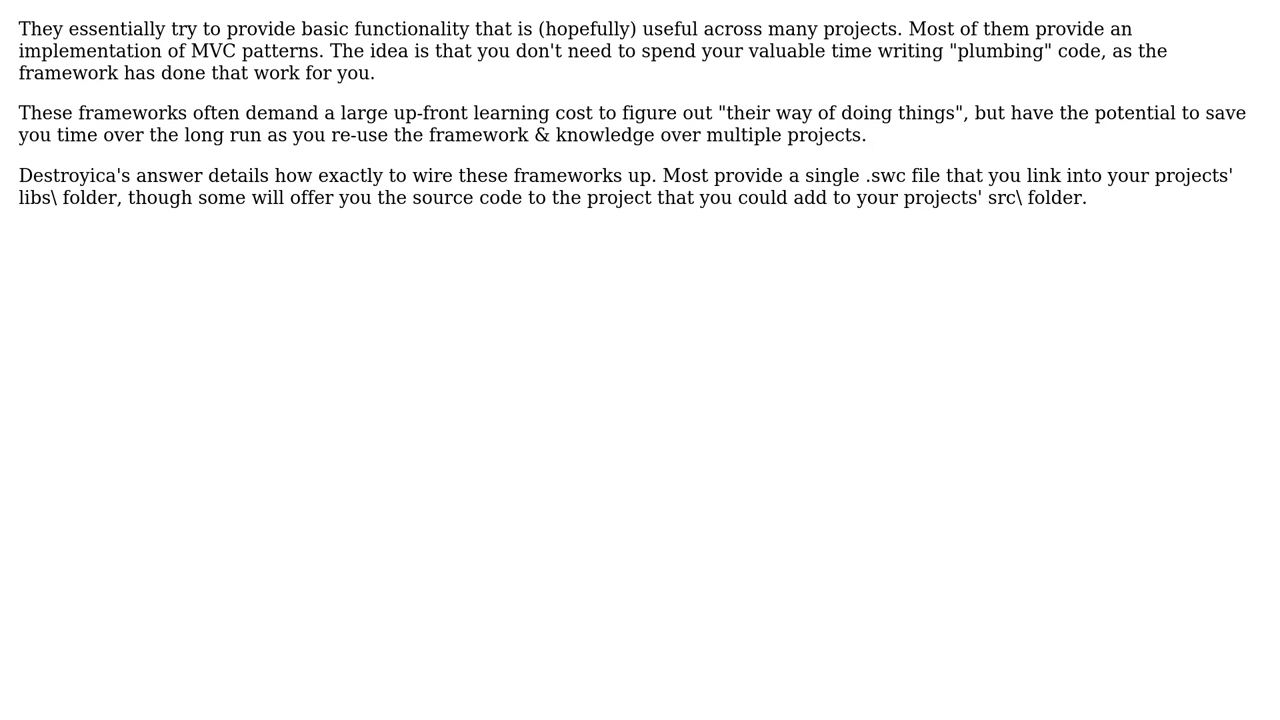 They essentially try to provide basic functionality that is (hopefully) useful across many projects. Most of them provide an
implementation of MVC patterns. The idea is that you don't need to spend your valuable time writing "plumbing" code, as the
framework has done that work for you.
These frameworks often demand a large up-front learning cost to figure out "their way of doing things", but have the potential to save
you time over the long run as you re-use the framework & knowledge over multiple projects.
Destroyica's answer details how exactly to wire these frameworks up. Most provide a single .swc file that you link into your projects'
libs\ folder, though some will offer you the source code to the project that you could add to your projects' src\ folder.